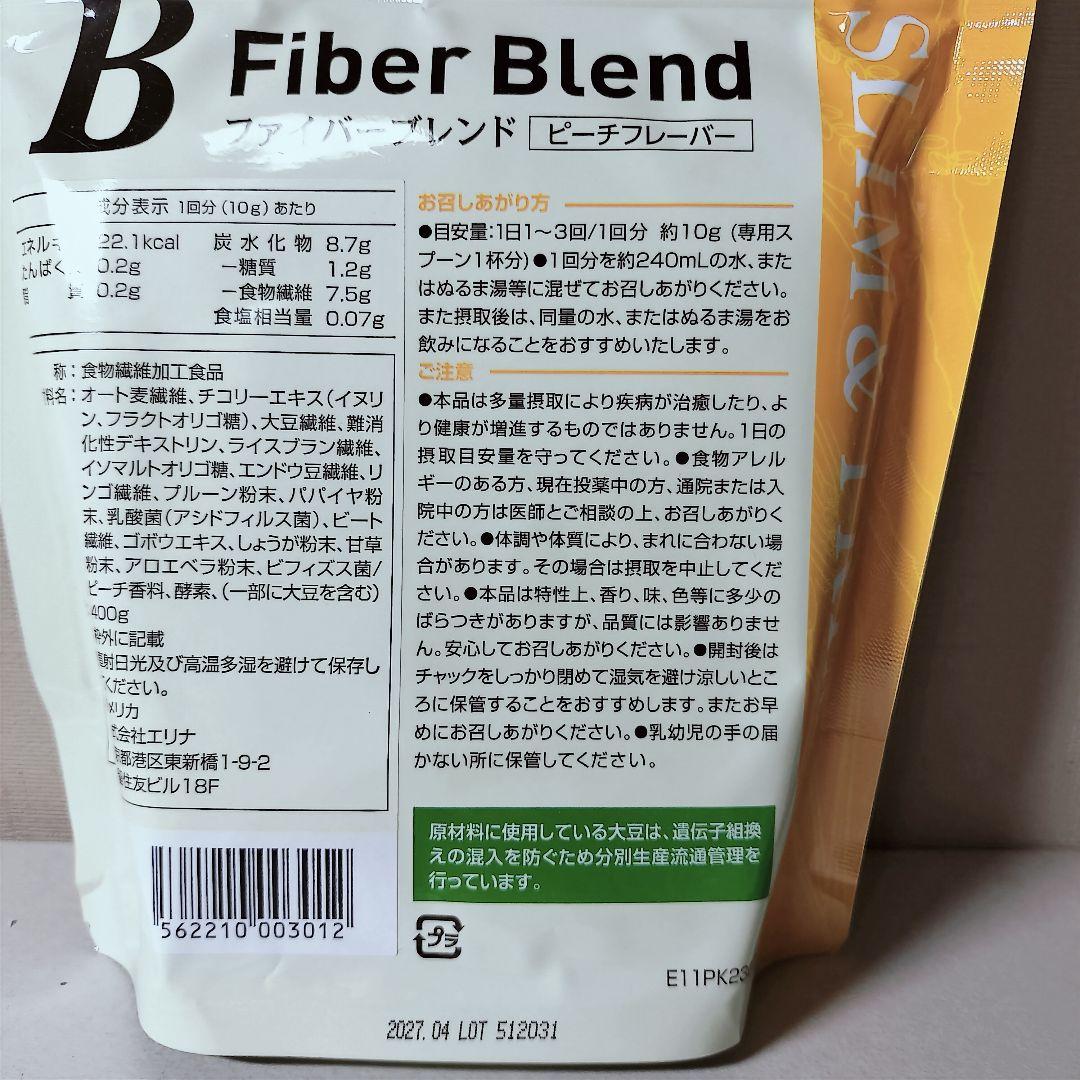 B Fiber Blend
ファイバーブレンド ピーチフレーバー
成分表示 1回分(10g)あたり
エネルギ 22.1kcal 炭水化物 8.7g
たんぱく 0.2g －糖質 1.2g
脂 質 0.2g －食物繊維 7.5g
食塩相当量 0.07g
称:食物繊維加工食品
料名:オート麦繊維、チコリーエキス(イヌリ
ン、フラクトオリゴ糖)、大豆繊維、難消
化性デキストリン、ライスブラン繊維、
イソマルトオリゴ糖、エンドウ豆繊維、リ
ンゴ繊維、プルーン粉末、パパイヤ粉
末、乳酸菌(アシドフィルス菌)、ビート
繊維、ゴボウエキス、しょうが粉末、甘草
粉末、アロエベラ粉末、ビフィズス菌/
ピーチ香料、酵素、(一部に大豆を含む)
400g
枠外に記載
直射日光及び高温多湿を避けて保存し
てください。
メリカ
式会社エリナ
京都港区東新橋1-9-2
住友ビル18F
562210 003012
お召しあがり方
●目安量:1日1～3回/1回分 約10g (専用ス
プーン1杯分)●1回分を約240mLの水、また
はぬるま湯等に混ぜてお召しあがりください。
また摂取後は、同量の水、またはぬるま湯をお
飲みになることをおすすめいたします。
ご注意
●本品は多量摂取により疾病が治癒したり、よ
り健康が増進するものではありません。1日の
摂取目安量を守ってください。●食物アレル
ギーのある方、現在投薬中の方、通院または入
院中の方は医師とご相談の上、お召しあがりく
ださい。●体調や体質により、まれに合わない場
合があります。その場合は摂取を中止してくだ
さい。●本品は特性上、香り、味、色等に多少の
ばらつきがありますが、品質には影響ありませ
ん。安心してお召しあがりください。●開封後は
チャックをしっかり閉めて湿気を避け涼しいとこ
ろに保管することをおすすめします。またお早
めにお召しあがりください。●乳幼児の手の届
かない所に保管してください。
原材料に使用している大豆は、遺伝子組換
えの混入を防ぐため分別生産流通管理を
行っています。
プラ
E11PK23
2027.04 LOT 512031
SLIM &